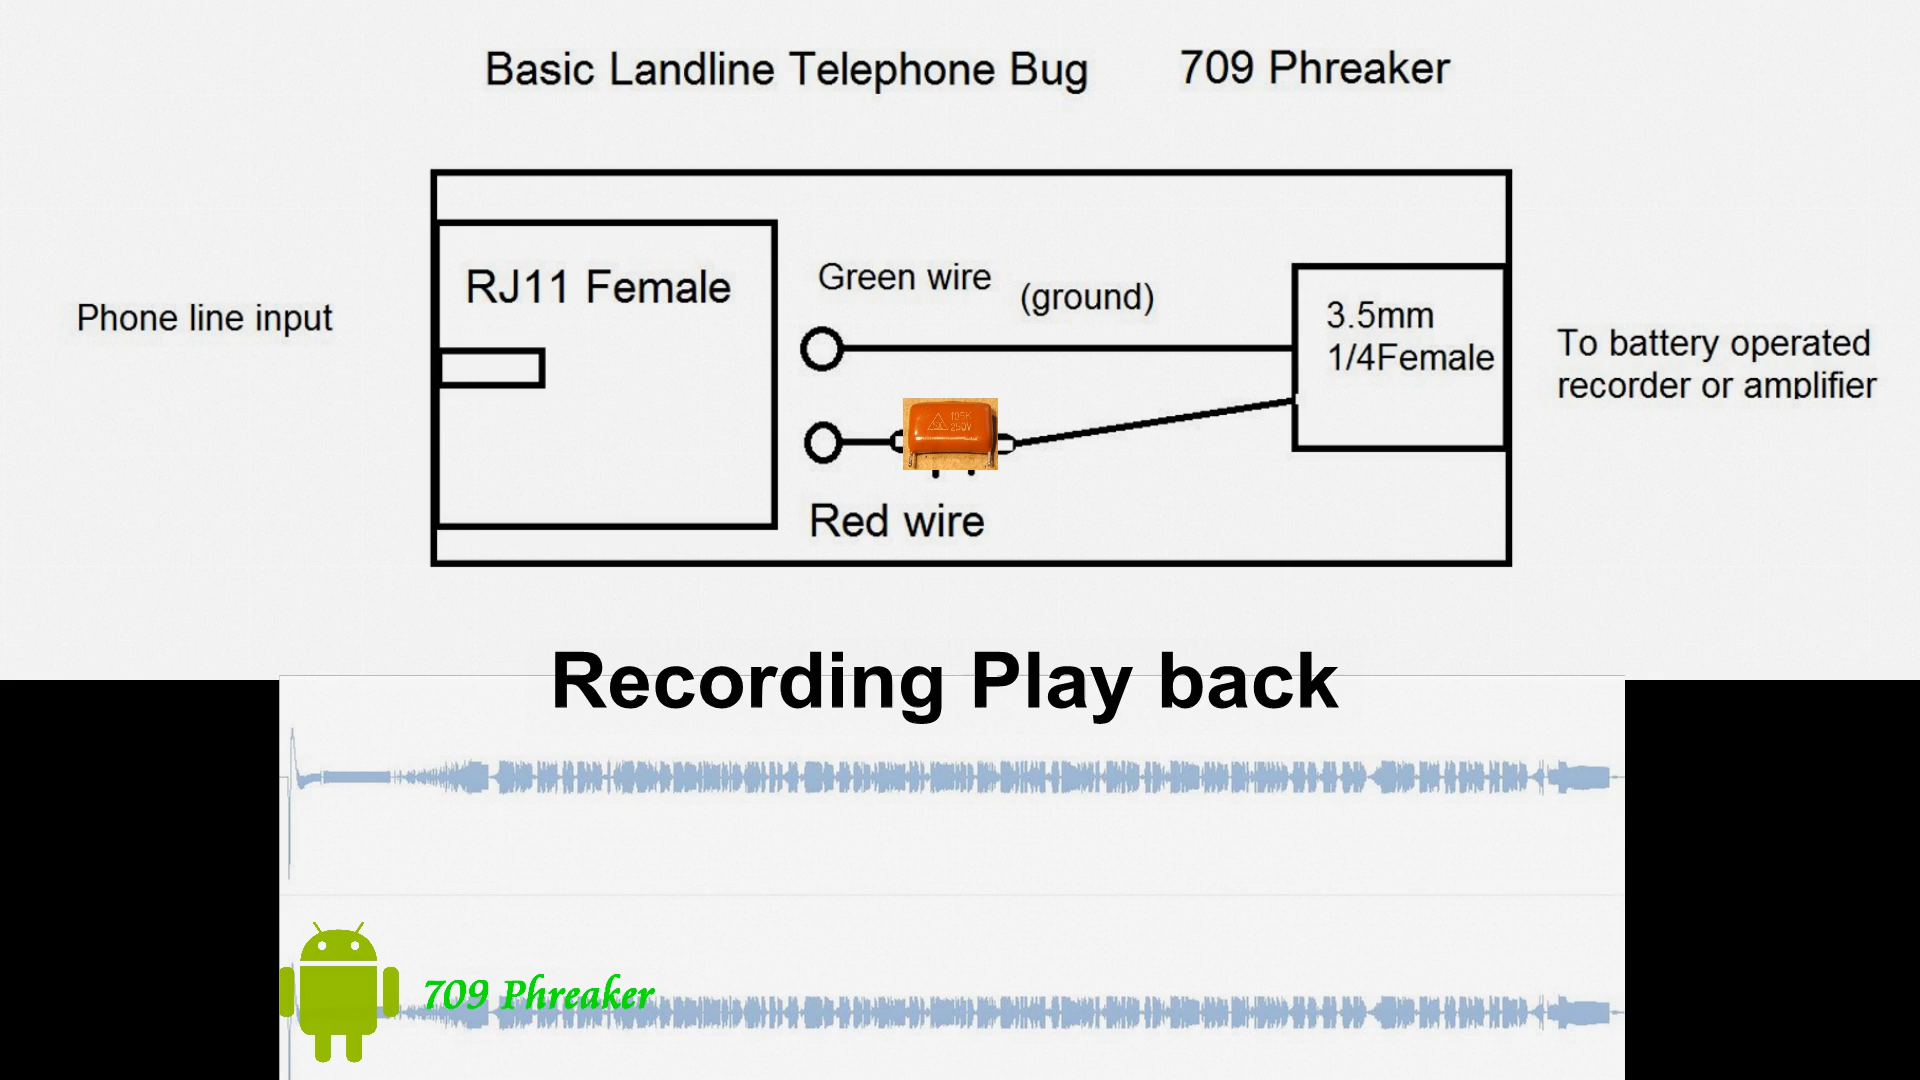 Basic Landline Telephone Bug 709 Phreaker
RJ11 Female
Green wire (ground)
Phone line input
3.5mm
1/4Female
To battery operated
recorder or amplifier
250V
Red wire
Recording Play back
709 Phreaker